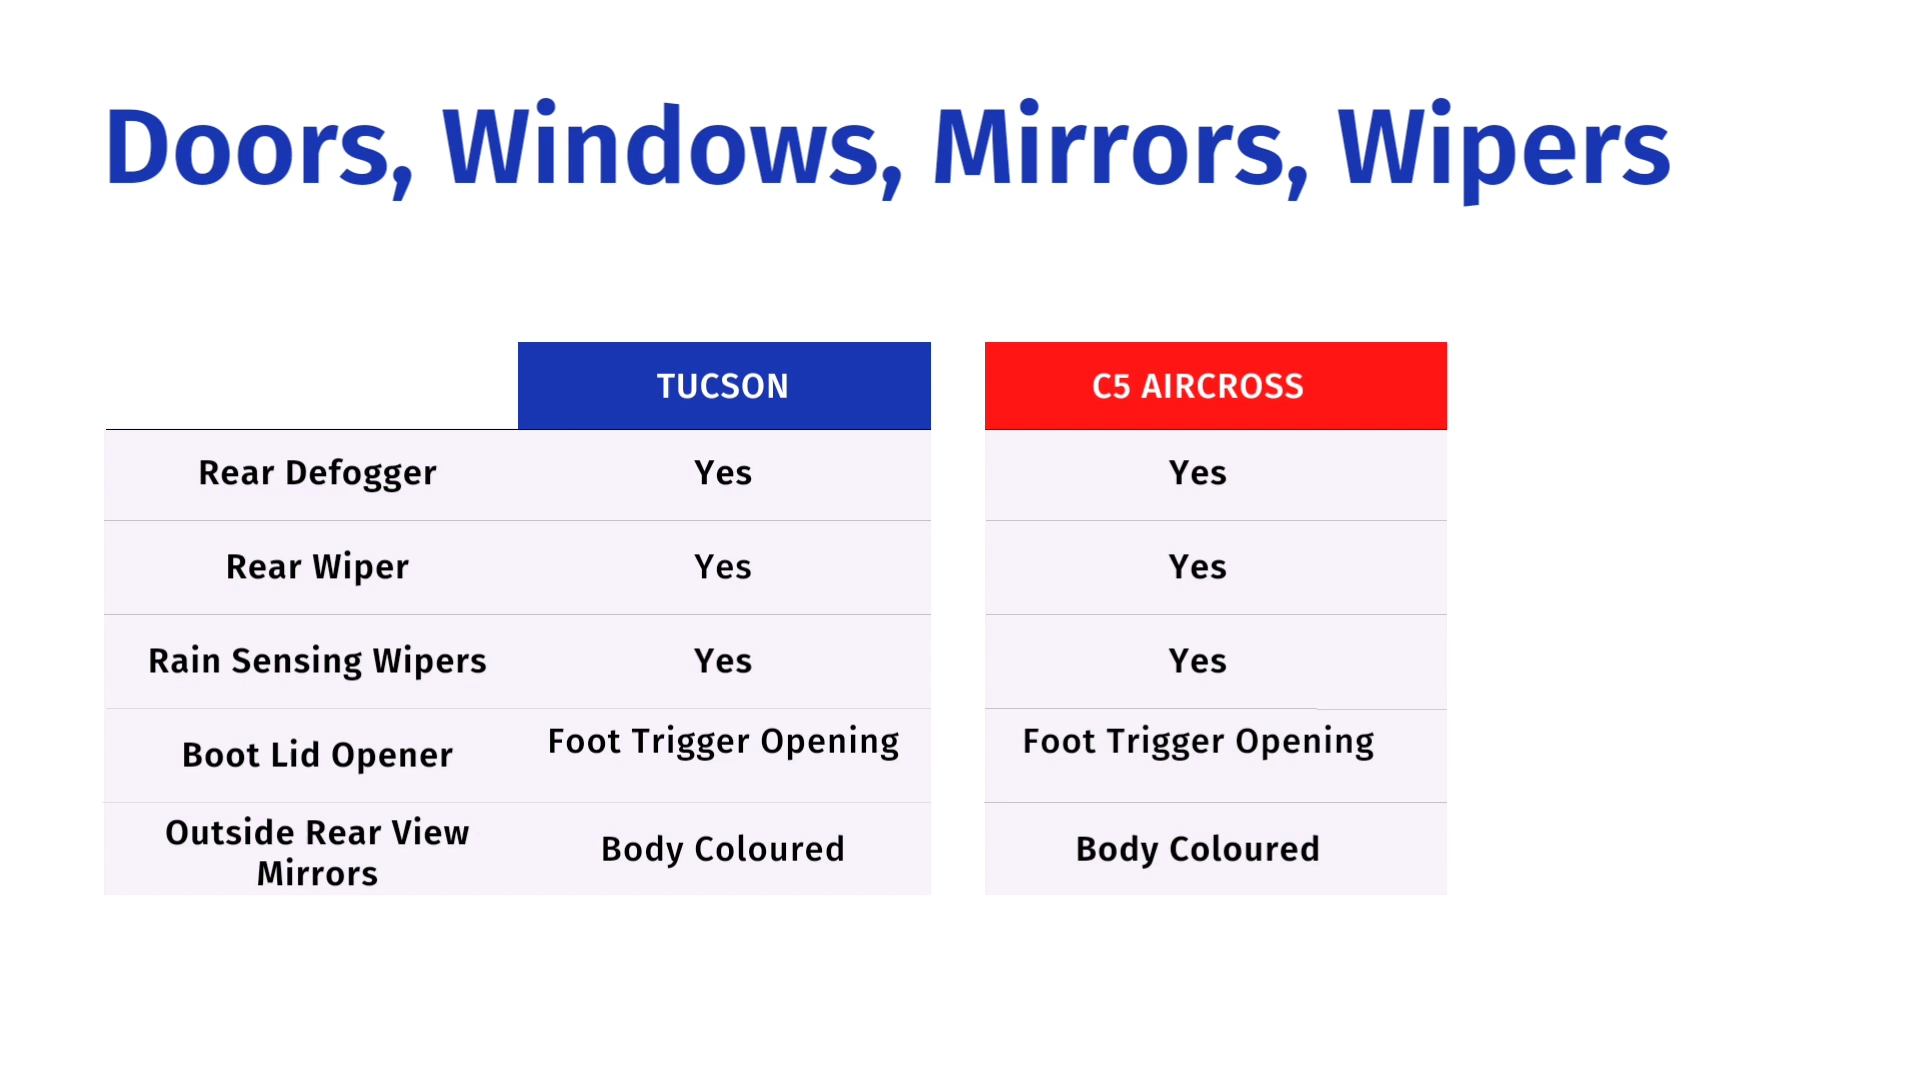 Doors, Windows, Mirrors, Wipers
TUCSON C5 AIRCROSS
Rear Defogger Yes Yes
Rear Wiper Yes Yes
Rain Sensing Wipers Yes Yes
Boot Lid Opener Foot Trigger Opening Foot Trigger Opening
Outside Rear View
Mirrors Body Coloured Body Coloured